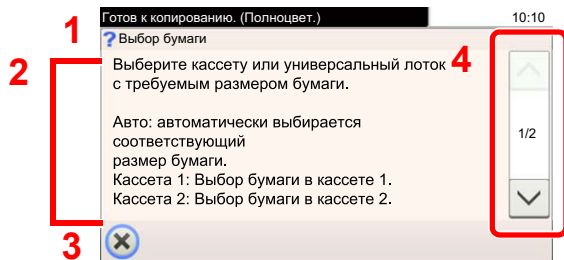 Готов к копированию. (Полноцвет.) 10:10
1
? Выбор бумаги
2
Выберите кассету или универсальный лоток 4
с требуемым размером бумаги.
Авто: автоматически выбирается
соответствующий
1/2
размер бумаги.
Кассета 1: Выбор бумаги в кассете 1.
Кассета 2: Выбор бумаги в кассете 2.
3